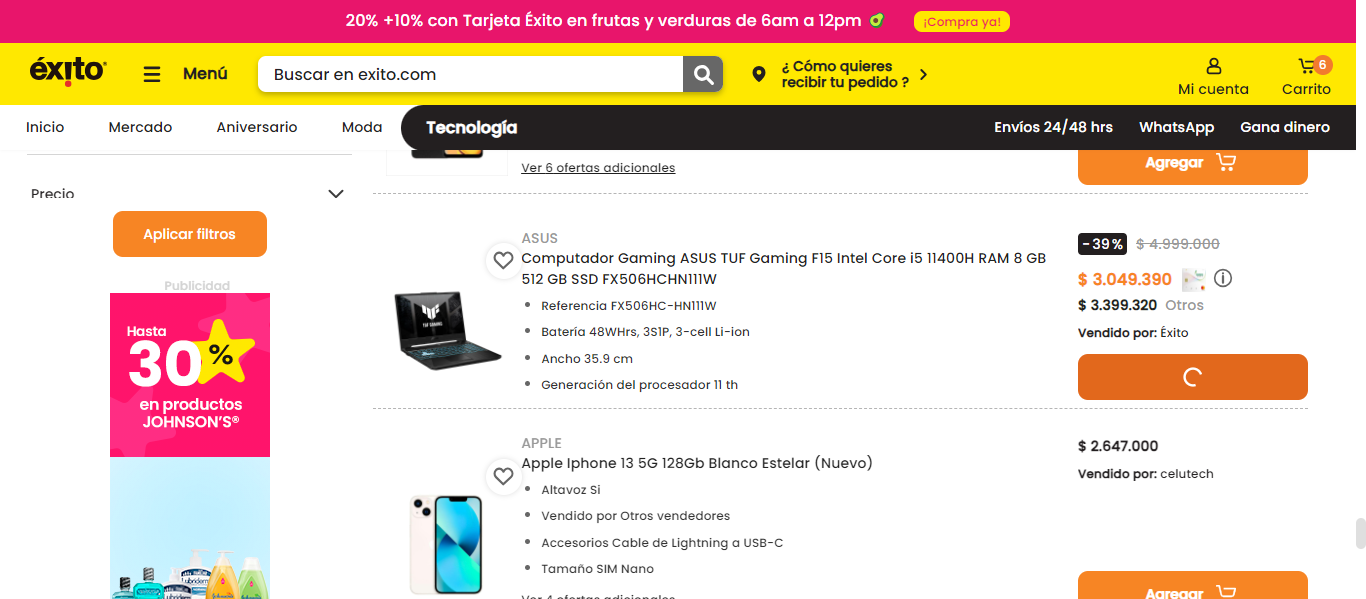 20% +10% con Tarjeta Éxito en frutas y verduras de 6am a 12pm
¡Compra ya!
éxito
Menú
Buscar en exito.com
¿ Cómo quieres
recibir tu pedido ?
Mi cuenta
6
Carrito
Inicio
Mercado
Aniversario
Moda
Tecnología
Envíos 24/48 hrs
WhatsApp
Gana dinero
Precio
Aplicar filtros
Publicidad
Hasta
30%
en productos
JOHNSON'S®
Ver 6 ofertas adicionales
Agregar
ASUS
Computador Gaming ASUS TUF Gaming F15 Intel Core i5 11400H RAM 8 GB
512 GB SSD FX506HCHN111W
Referencia FX506HC-HN111W
Batería 48WHrs, 3S1P, 3-cell Li-ion
Ancho 35.9 cm
Generación del procesador 11 th
-39%
$ 4.999.000
$ 3.049.390
$ 3.399.320 Otros
Vendido por: Éxito
APPLE
Apple Iphone 13 5G 128Gb Blanco Estelar (Nuevo)
Altavoz Si
Vendido por Otros vendedores
Accesorios Cable de Lightning a USB-C
Tamaño SIM Nano
Ver 4 ofertas adicionales
$ 2.647.000
Vendido por: celutech
Agregar